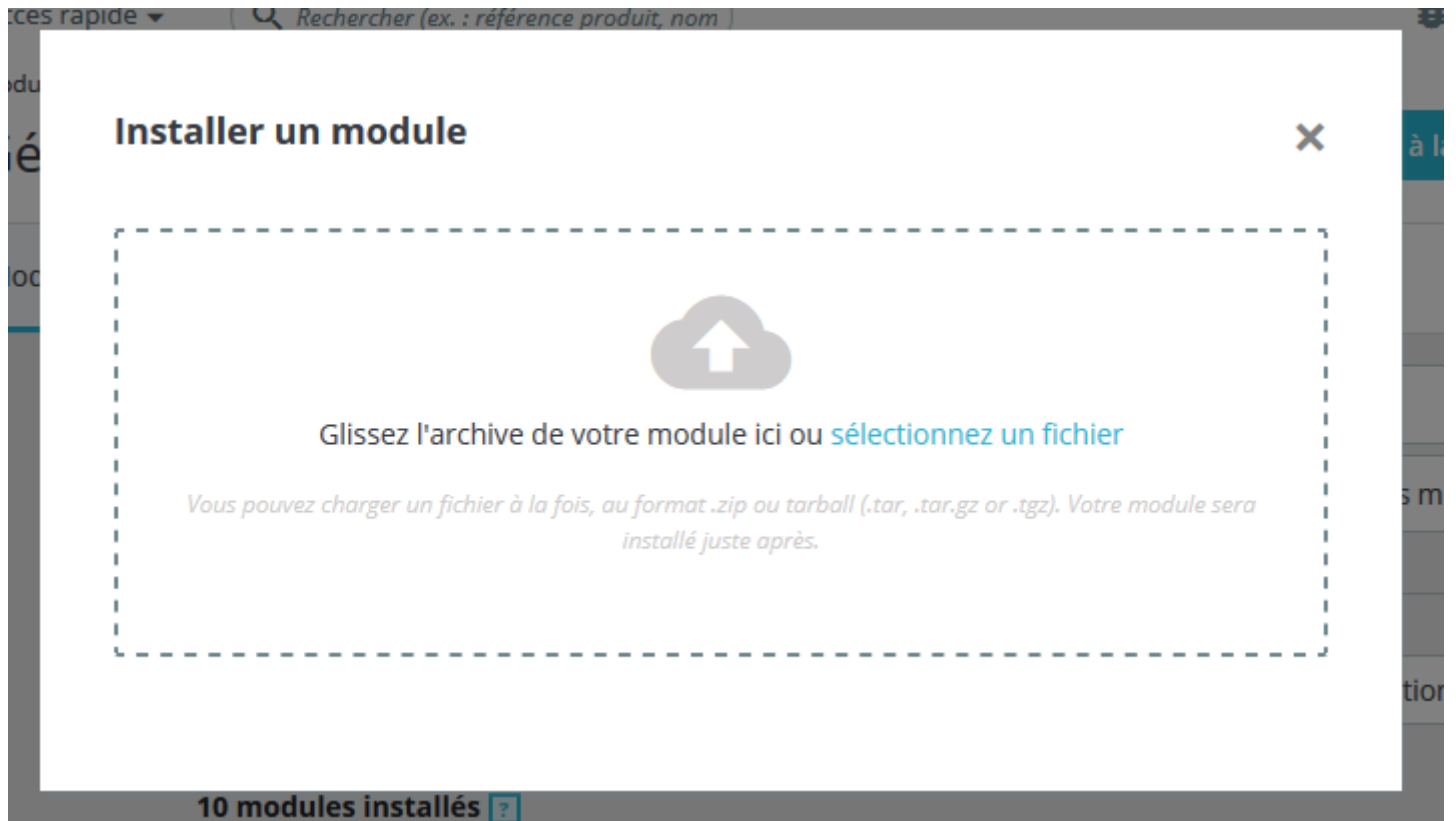 rapide
Rechercher (ex. : référence produit, nom
Installer un module
à
Glissez l'archive de votre module ici ou sélectionnez un fichier
Vous pouvez charger un fichier à la fois, au format .zip ou tarball (.tar, .tar.gz or .tgz). Votre module sera
installé juste après.
10 modules installés ?